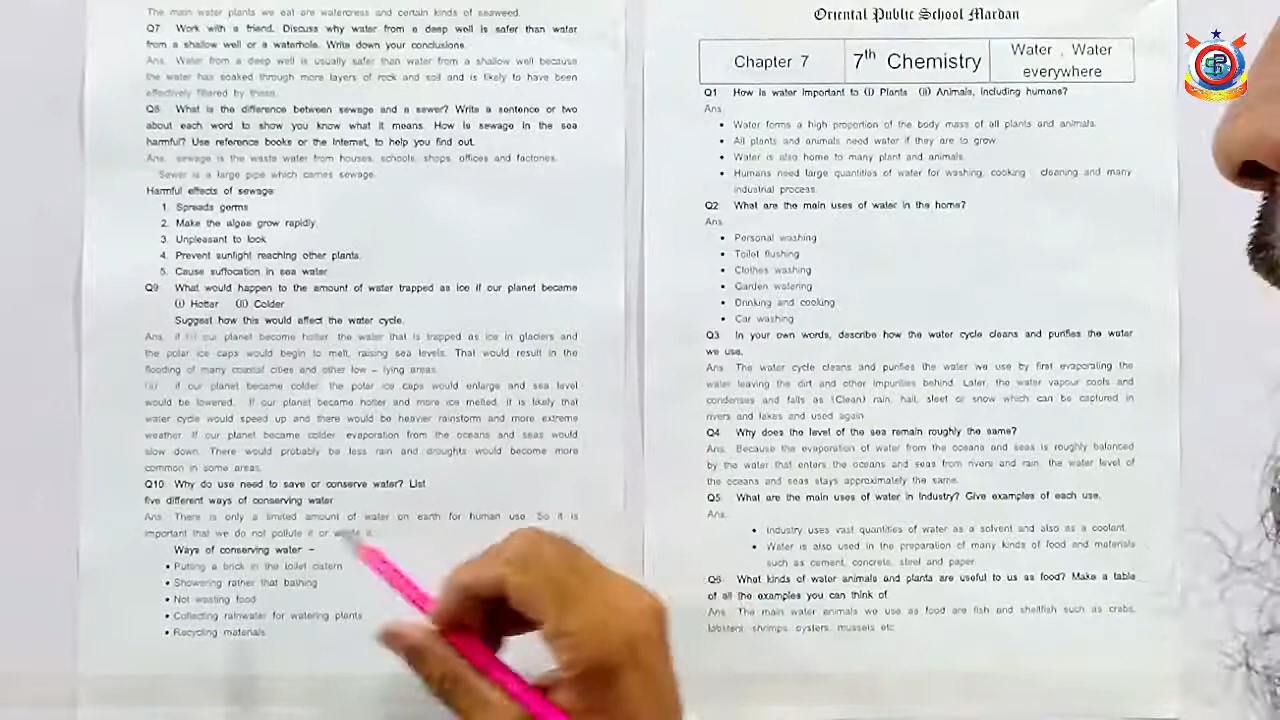 Oriental Public School Mardan
Chapter 7
7th Chemistry
Water , Water
everywhere
Q1 How is water important to (i) Plants (ii) Animals, including humans?
Ans.
• Water forms a high proportion of the body mass of all plants and animals.
• All plants and animals need water if they are to grow.
• Water is also home to many plant and animals.
• Humans need large quantities of water for washing, cooking cleaning and many
industrial process.
Q2 What are the main uses of water in the home?
Ans.
• Personal washing
• Toilet flushing
• Clothes washing
• Garden watering
• Drinking and cooking
• Car washing
Q3 In your own words, describe how the water cycle cleans and purifies the water
we use.
Ans. The water cycle cleans and purifies the water we use by first evaporating the
water leaving the dirt and other impurities behind. Later, the water vapour cools and
condenses and falls as (Clean) rain, hail, sleet or snow which can be captured in
rivers and lakes and used again
Q4 Why does the level of the sea remain roughly the same?
Ans. Because the evaporation of water from the oceans and seas is roughly balanced
by the water that enters the oceans and seas from rivers and rain, the water level of
the oceans and seas stays approximately the same.
Q5 What are the main uses of water in Industry? Give examples of each use.
Ans.
• Industry uses vast quantities of water as a solvent and also as a coolant.
• Water is also used in the preparation of many kinds of food and materials
such as cement, concrete, steel and paper.
Q6 What kinds of water animals and plants are useful to us as food? Make a table
of all the examples you can think of.
Ans. The main water animals we use as food are fish and shellfish such as crabs,
shrimps, oysters, mussels etc
The main water plants we eat are watercress and certain kinds of seaweed.
Q7 Work with a friend. Discuss why water from a deep well is safer than water
from a shallow well or a waterhole. Write down your conclusions.
Ans. Water from a deep well is usually safer than water from a shallow well because
the water has soaked through more layers of rock and soil and is likely to have been
effectively filtered by these.
Q8 What is the difference between sewage and a sewer? Write a sentence or two
about each word to show you know what it means. How is sewage in the sea
harmful? Use reference books or the Internet, to help you find out.
Ans. sewage is the waste water from houses, schools, shops, offices and factories.
Sewer is a large pipe which carries sewage.
Harmful effects of sewage
1. Spreads germs
2. Make the algae grow rapidly
3. Unpleasant to look
4. Prevent sunlight reaching other plants.
5. Cause suffocation in sea water
Q9 What would happen to the amount of water trapped as ice if our planet became
(i) Hotter (ii) Colder
Suggest how this would affect the water cycle.
Ans. if our planet become hotter the water that is trapped as ice in glaciers and
the polar ice caps would begin to melt, raising sea levels. That would result in the
flooding of many coastal cities and other low – lying areas.
(ii) if our planet became colder the polar ice caps would enlarge and sea level
would be lowered. If our planet became hotter and more ice melted, it is likely that
water cycle would speed up and there would be heavier rainstorm and more extreme
weather. If our planet became colder evaporation from the oceans and seas would
slow down. There would probably be less rain and droughts would become more
common in some areas.
Q10 Why do use need to save or conserve water? List
five different ways of conserving water.
Ans. There is only a limited amount of water on earth for human use. So it is
important that we do not pollute it or waste it.
Ways of conserving water –
• Puting a brick in the toilet cistern
• Showering rather that bathing
• Not wasting food
• Collecting rainwater for watering plants
• Recycling materials